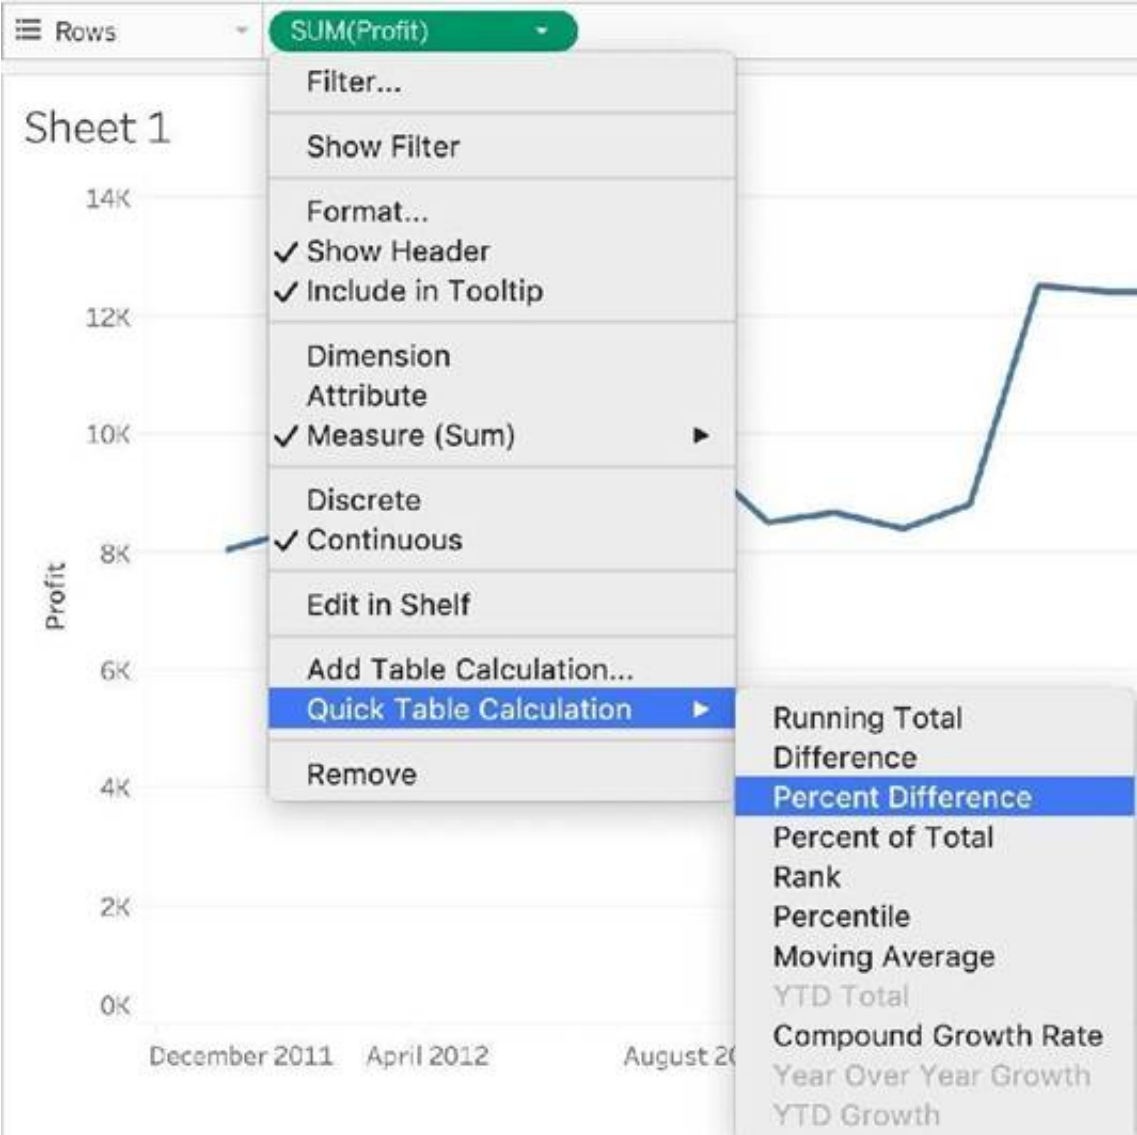 Rows
SUM(Profit)
Filter...
Sheet 1
Show Filter
14K
Format...
Show Header
Include in Tooltip
12K
Dimension
Attribute
10K
Measure (Sum)
Discrete
Continuous
8K
Profit
Edit in Shelf
6K
Add Table Calculation...
Quick Table Calculation
Remove
4K
2K
0K
Running Total
Difference
Percent Difference
Percent of Total
Rank
Percentile
Moving Average
YTD Total
Compound Growth Rate
Year Over Year Growth
YTD Growth
December 2011 April 2012 August